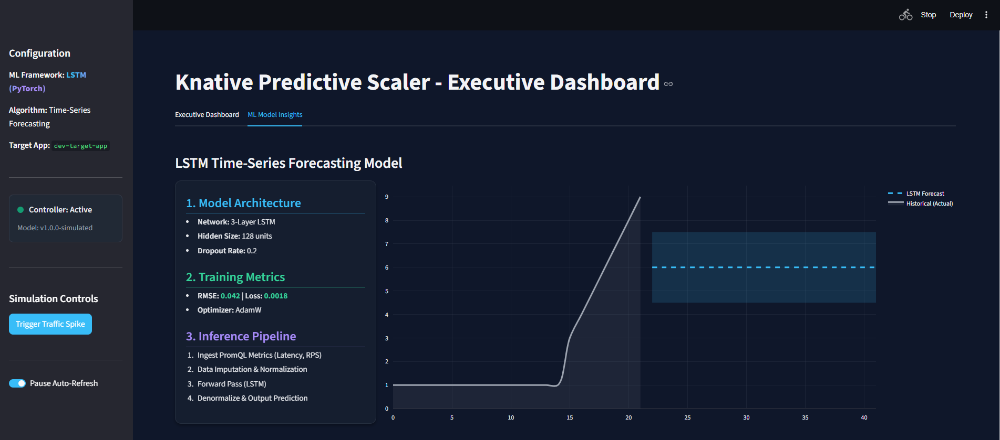 Stop
Deploy
Configuration
ML Framework: LSTM
(PyTorch)
Algorithm: Time-Series
Forecasting
Target App: dev-target-app
Controller: Active
Model: v1.0.0-simulated
Simulation Controls
Trigger Traffic Spike
Pause Auto-Refresh
Knative Predictive Scaler - Executive Dashboard
Executive Dashboard
ML Model Insights
LSTM Time-Series Forecasting Model
1. Model Architecture
• Network: 3-Layer LSTM
• Hidden Size: 128 units
• Dropout Rate: 0.2
2. Training Metrics
• RMSE: 0.042 | Loss: 0.0018
• Optimizer: AdamW
3. Inference Pipeline
1. Ingest PromQL Metrics (Latency, RPS)
2. Data Imputation & Normalization
3. Forward Pass (LSTM)
4. Denormalize & Output Prediction
9
8
7
6
5
4
3
2
1
0
0 5 10 15 20 25 30 35 40
LSTM Forecast
Historical (Actual)